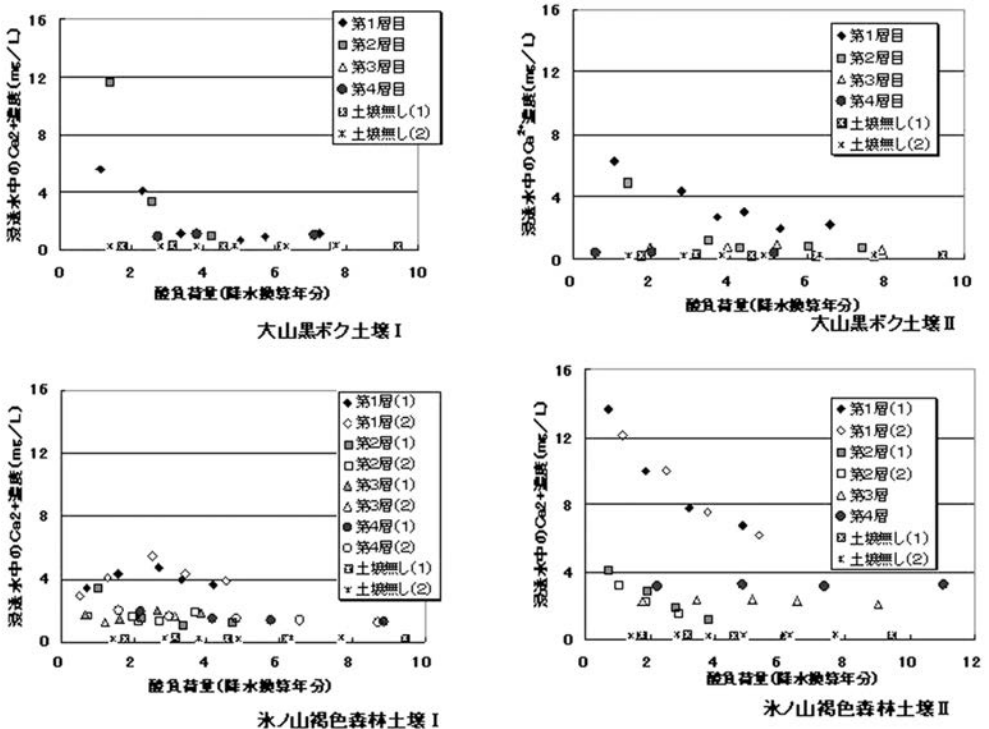 浸透水中のCa2+濃度(mg/L)
16
12
8
4
0
0 2 4 6 8 10
第1層目
第2層目
第3層目
第4層目
土壌無し(1)
土壌無し(2)
酸負荷量(降水換算年分)
大山黒ボク土壌Ⅰ
浸透水中のCa²⁺濃度(mg/L)
16
12
8
4
0
0 2 4 6 8 10
第1層目
第2層目
第3層目
第4層目
土壌無し(1)
土壌無し(2)
酸負荷量(降水換算年分)
大山黒ボク土壌Ⅱ
浸透水中のCa2+濃度(mg/L)
16
12
8
4
0
0 2 4 6 8 10
第1層(1)
第1層(2)
第2層(1)
第2層(2)
第3層(1)
第3層(2)
第4層(1)
第4層(2)
土壌無し(1)
土壌無し(2)
酸負荷量(降水換算年分)
氷ノ山褐色森林土壌Ⅰ
浸透水中のCa2+濃度(mg/L)
16
12
8
4
0
0 2 4 6 8 10 12
第1層(1)
第1層(2)
第2層(1)
第2層(2)
第3層
第4層
土壌無し(1)
土壌無し(2)
酸負荷量(降水換算年分)
氷ノ山褐色森林土壌Ⅱ